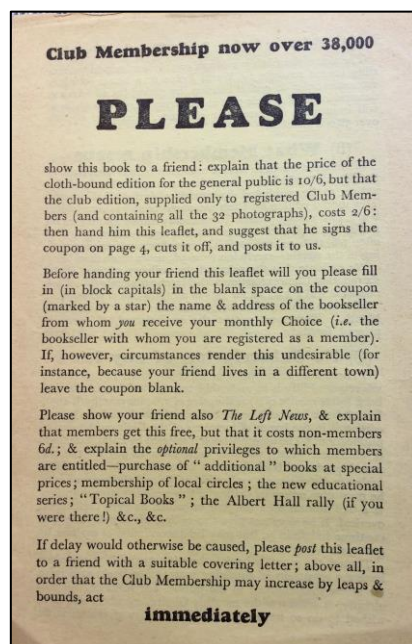 Club Membership now over 38,000
PLEASE
show this book to a friend: explain that the price of the
cloth-bound edition for the general public is 10/6, but that
the club edition, supplied only to registered Club Mem-
bers (and containing all the 32 photographs), costs 2/6:
then hand him this leaflet, and suggest that he signs the
coupon on page 4, cuts it off, and posts it to us.
Before handing your friend this leaflet will you please fill
in (in block capitals) in the blank space on the coupon
(marked by a star) the name & address of the bookseller
from whom you receive your monthly Choice (i.e. the
bookseller with whom you are registered as a member).
If, however, circumstances render this undesirable (for
instance, because your friend lives in a different town)
leave the coupon blank.
Please show your friend also The Left News, & explain
that members get this free, but that it costs non-members
6d.; & explain the optional privileges to which members
are entitled—purchase of "additional" books at special
prices; membership of local circles; the new educational
series; "Topical Books"; the Albert Hall rally (if you
were there!) &c., &c.
If delay would otherwise be caused, please post this leaflet
to a friend with a suitable covering letter; above all, in
order that the Club Membership may increase by leaps &
bounds, act
immediately